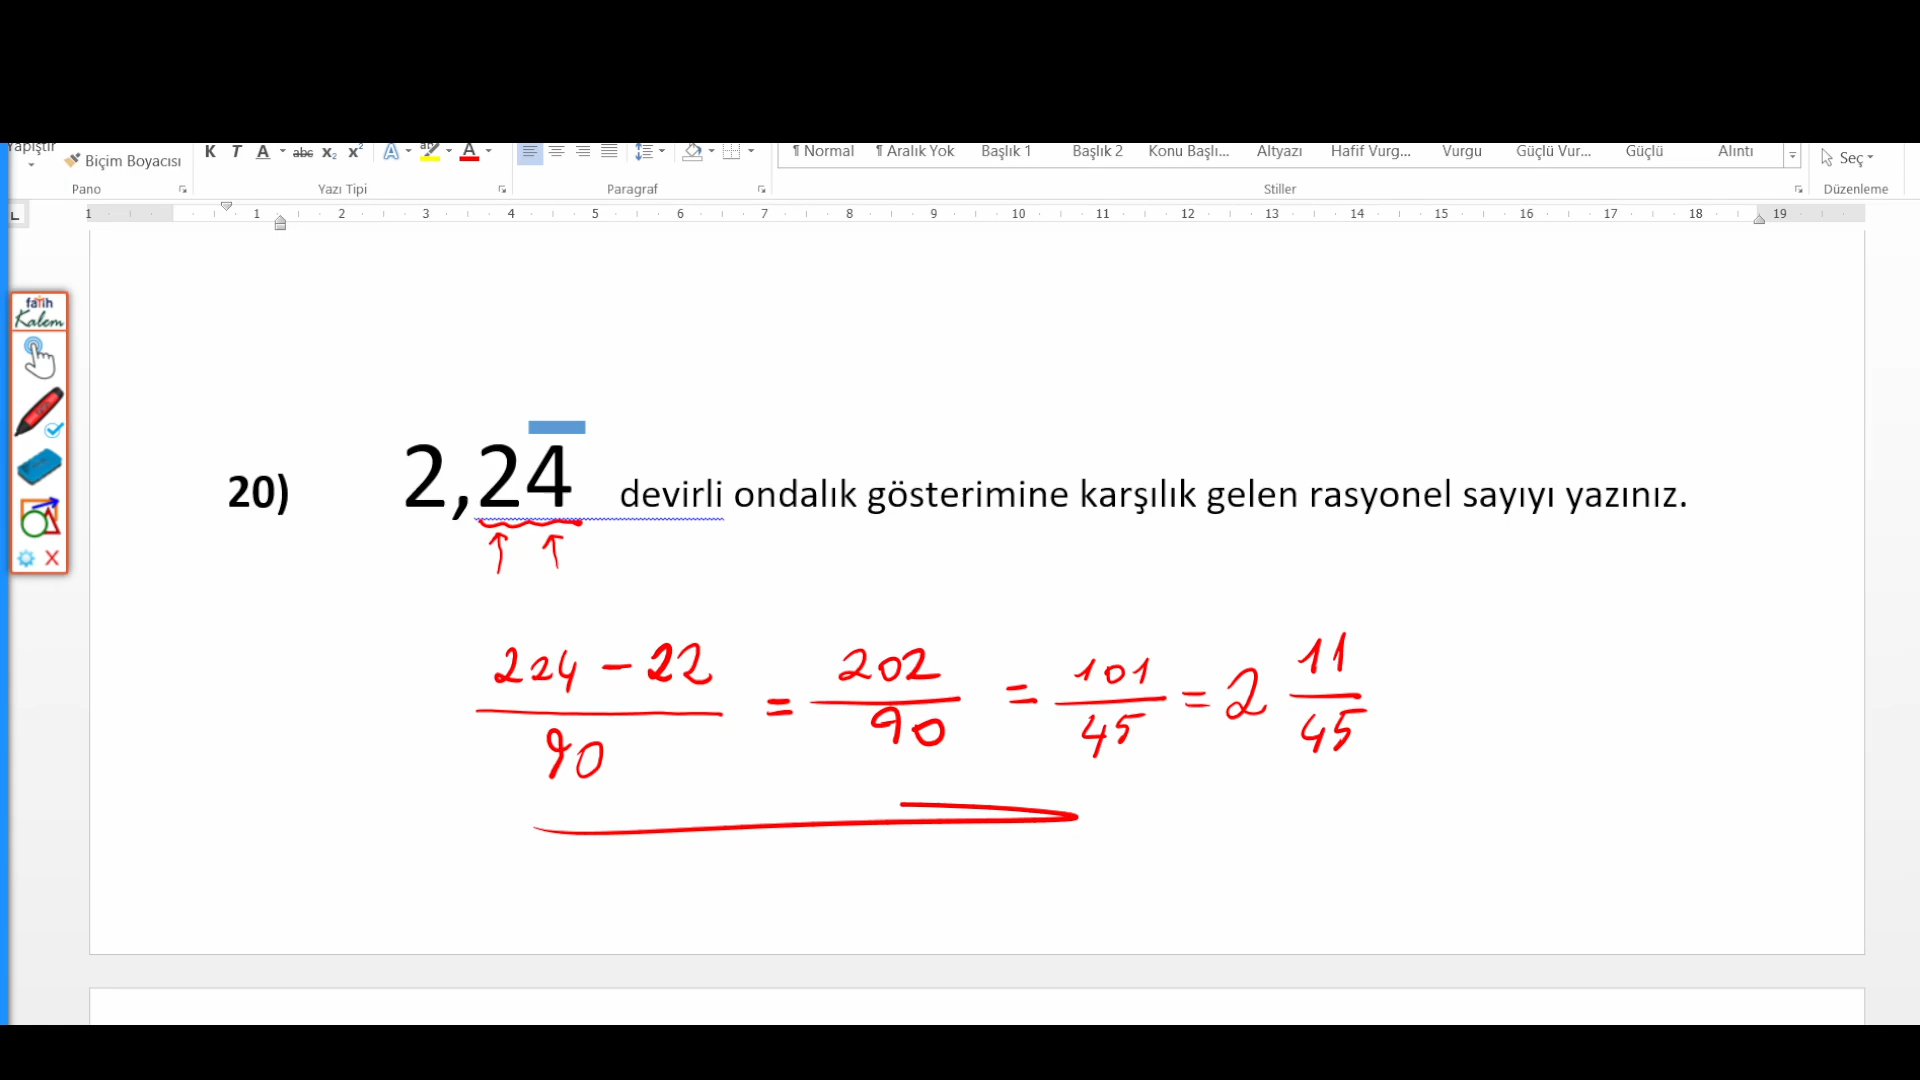 Yapıştır
Biçim Boyacısı
K T A abc x₂ x² A ab A
¶ Normal ¶ Aralık Yok Başlık 1 Başlık 2 Konu Başlı... Altyazı Hafif Vurg... Vurgu Güçlü Vur... Güçlü Alıntı
Seç
Pano Yazı Tipi Paragraf Stiller Düzenleme
L 1 1 2 3 4 5 6 7 8 9 10 11 12 13 14 15 16 17 18 19
fatih
Kalem
20) 2,24̅ devirli ondalık gösterimine karşılık gelen rasyonel sayıyı yazınız.
224 - 22 / 90 = 202 / 90 = 101 / 45 = 2 11 / 45